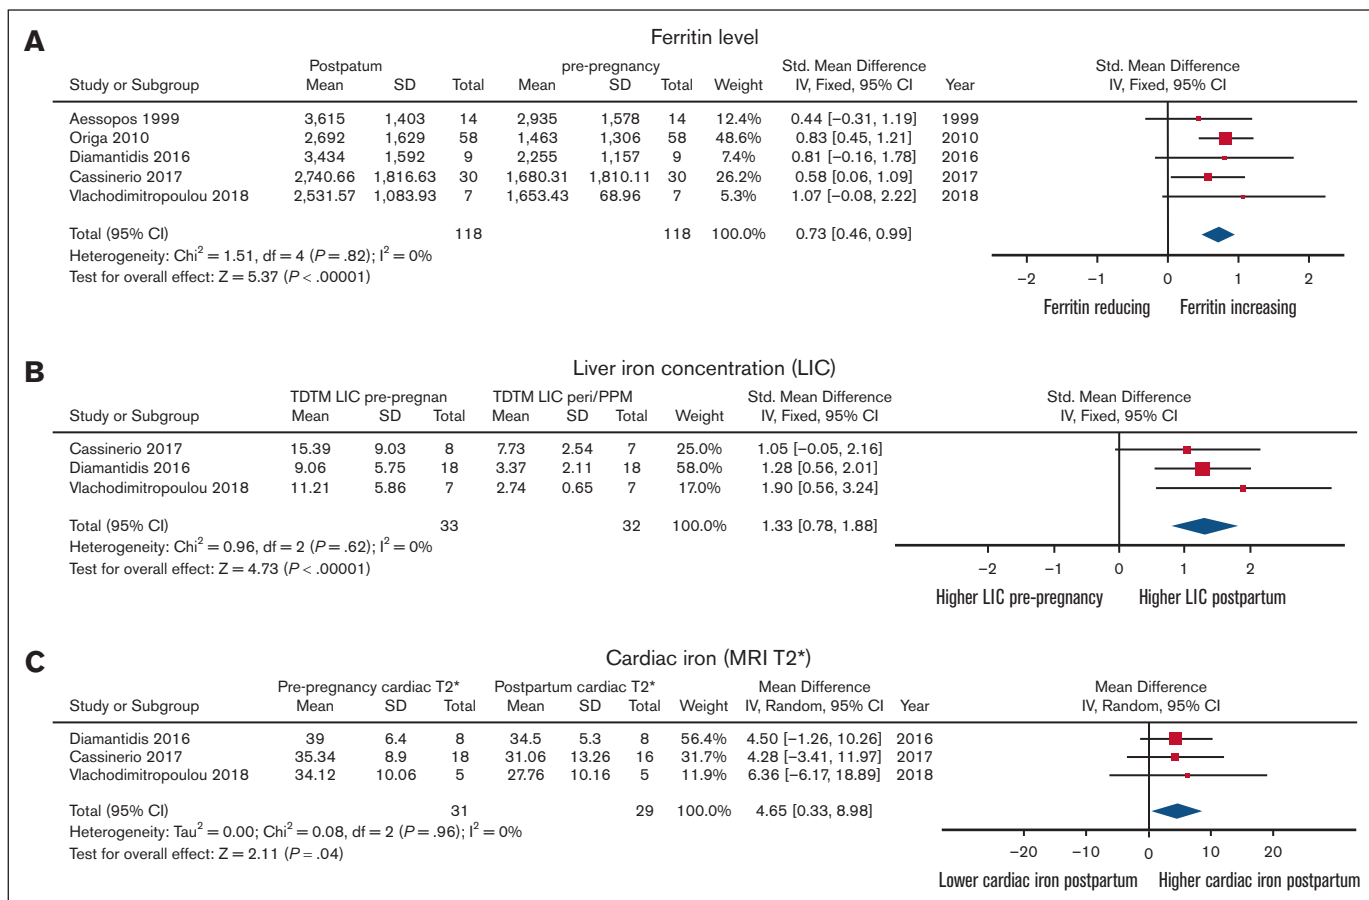 A
Ferritin level
Postpatum pre-pregnancy Std. Mean Difference Std. Mean Difference
Study or Subgroup Mean SD Total Mean SD Total Weight IV, Fixed, 95% CI Year IV, Fixed, 95% CI
Aessopos 1999 3,615 1,403 14 2,935 1,578 14 12.4% 0.44 [−0.31, 1.19] 1999
Origa 2010 2,692 1,629 58 1,463 1,306 58 48.6% 0.83 [0.45, 1.21] 2010
Diamantidis 2016 3,434 1,592 9 2,255 1,157 9 7.4% 0.81 [−0.16, 1.78] 2016
Cassinerio 2017 2,740.66 1,816.63 30 1,680.31 1,810.11 30 26.2% 0.58 [0.06, 1.09] 2017
Vlachodimitropoulou 2018 2,531.57 1,083.93 7 1,653.43 68.96 7 5.3% 1.07 [−0.08, 2.22] 2018
Total (95% CI) 118 118 100.0% 0.73 [0.46, 0.99]
Heterogeneity: Chi² = 1.51, df = 4 (P = .82); I² = 0%
Test for overall effect: Z = 5.37 (P < .00001)
−2 −1 0 1 2
Ferritin reducing Ferritin increasing
B
Liver iron concentration (LIC)
TDTM LIC pre-pregnan TDTM LIC peri/PPM Std. Mean Difference Std. Mean Difference
Study or Subgroup Mean SD Total Mean SD Total Weight IV, Fixed, 95% CI IV, Fixed, 95% CI
Cassinerio 2017 15.39 9.03 8 7.73 2.54 7 25.0% 1.05 [−0.05, 2.16]
Diamantidis 2016 9.06 5.75 18 3.37 2.11 18 58.0% 1.28 [0.56, 2.01]
Vlachodimitropoulou 2018 11.21 5.86 7 2.74 0.65 7 17.0% 1.90 [0.56, 3.24]
Total (95% CI) 33 32 100.0% 1.33 [0.78, 1.88]
Heterogeneity: Chi² = 0.96, df = 2 (P = .62); I² = 0%
Test for overall effect: Z = 4.73 (P < .00001)
−2 −1 0 1 2
Higher LIC pre-pregnancy Higher LIC postpartum
C
Cardiac iron (MRI T2*)
Pre-pregnancy cardiac T2* Postpartum cardiac T2* Mean Difference Mean Difference
Study or Subgroup Mean SD Total Mean SD Total Weight IV, Random, 95% CI Year IV, Random, 95% CI
Diamantidis 2016 39 6.4 8 34.5 5.3 8 56.4% 4.50 [−1.26, 10.26] 2016
Cassinerio 2017 35.34 8.9 18 31.06 13.26 16 31.7% 4.28 [−3.41, 11.97] 2017
Vlachodimitropoulou 2018 34.12 10.06 5 27.76 10.16 5 11.9% 6.36 [−6.17, 18.89] 2018
Total (95% CI) 31 29 100.0% 4.65 [0.33, 8.98]
Heterogeneity: Tau² = 0.00; Chi² = 0.08, df = 2 (P = .96); I² = 0%
Test for overall effect: Z = 2.11 (P = .04)
−20 −10 0 10 20
Lower cardiac iron postpartum Higher cardiac iron postpartum